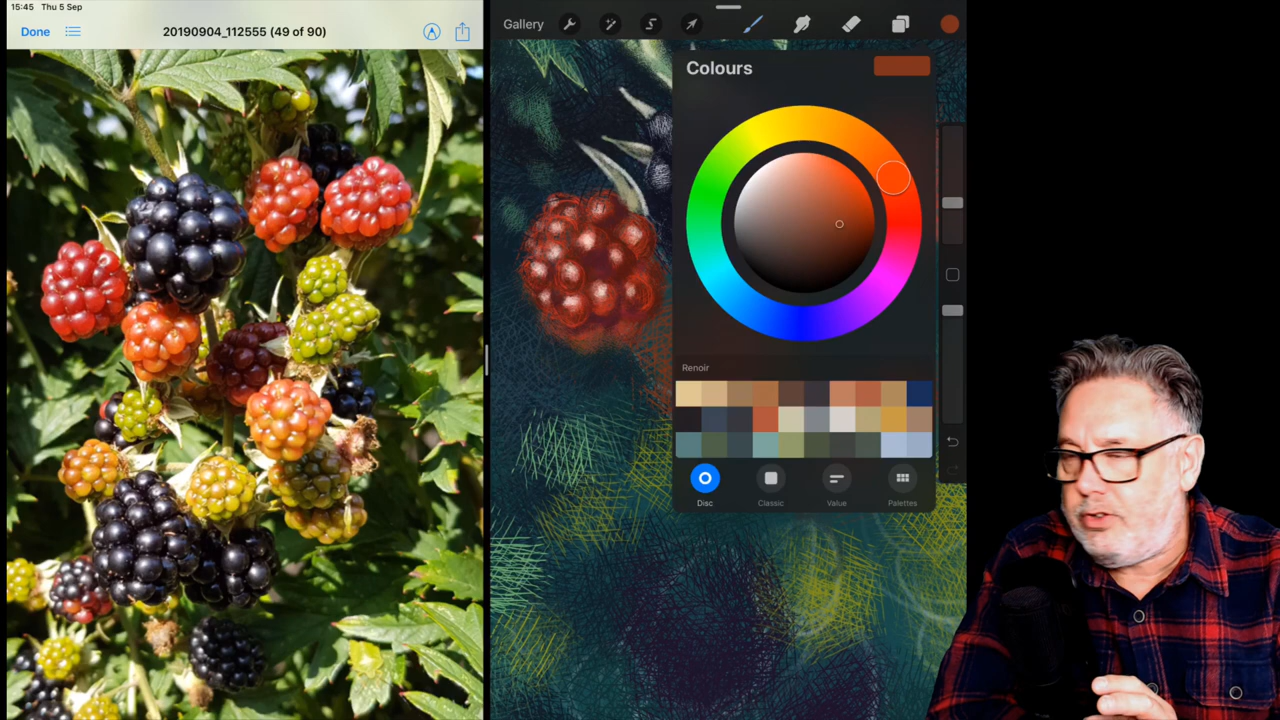 15:45 Thu 5 Sep
Done
20190904_112555 (49 of 90)
Gallery
Colours
Renoir
Disc
Classic
Value
Palettes